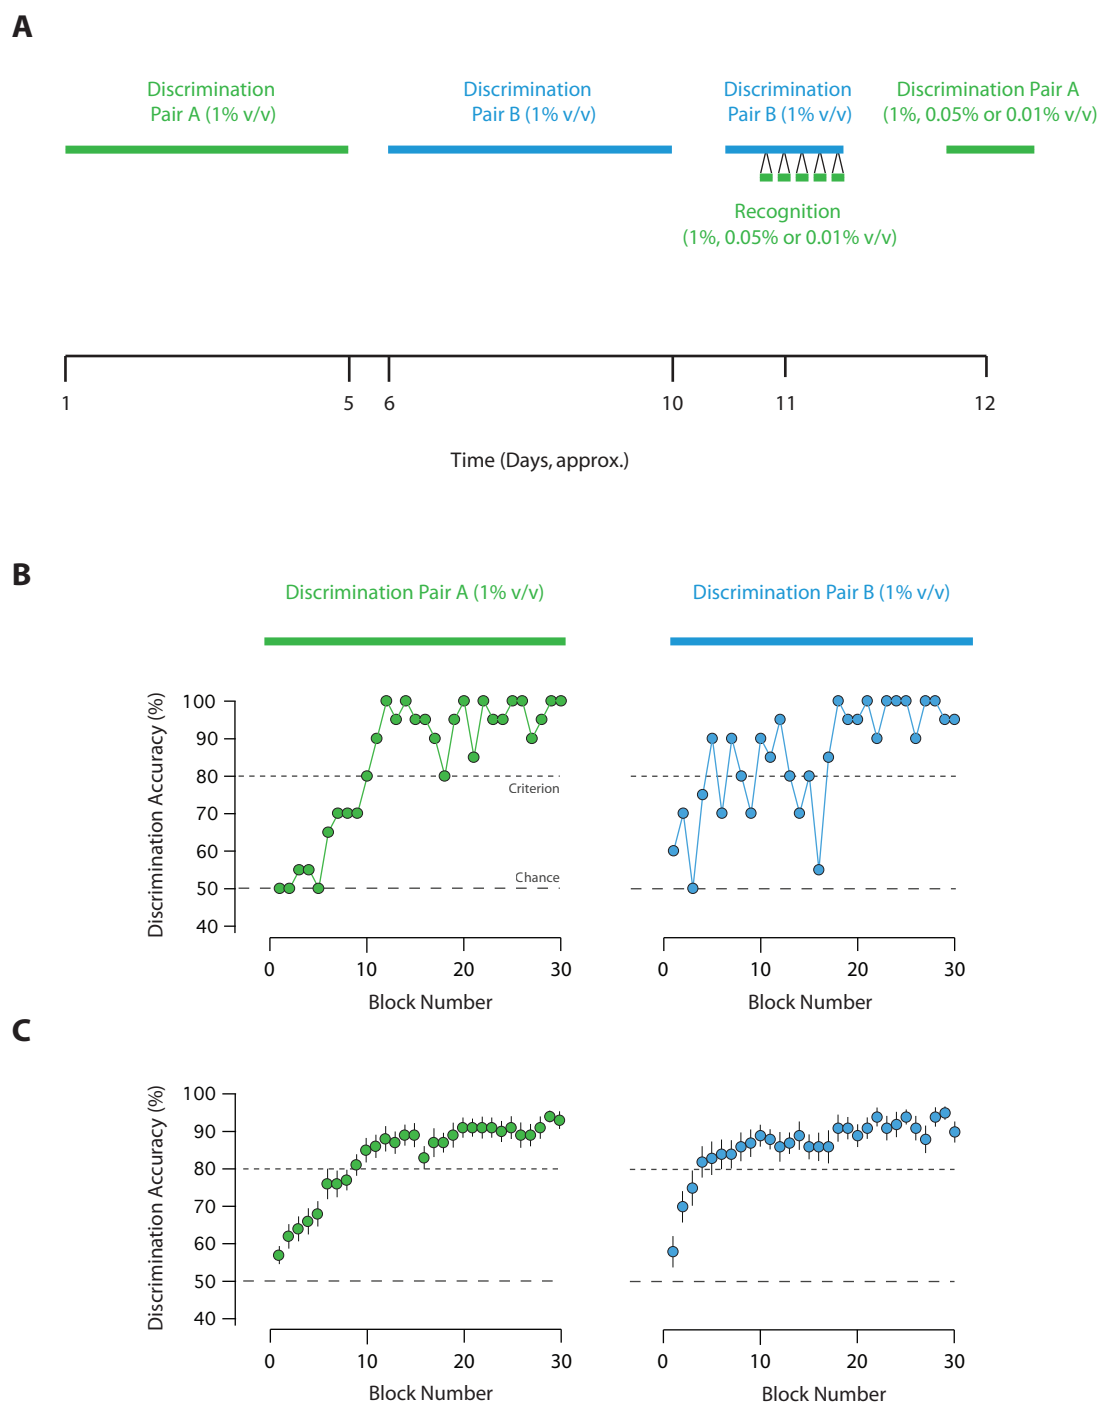 A
Discrimination
Pair A (1% v/v)
Discrimination
Pair B (1% v/v)
Discrimination
Pair B (1% v/v)
Discrimination Pair A
(1%, 0.05% or 0.01% v/v)
Recognition
(1%, 0.05% or 0.01% v/v)
1 5 6 10 11 12
Time (Days, approx.)
B
Discrimination Pair A (1% v/v)
Discrimination Pair B (1% v/v)
Discrimination Accuracy (%)
100
90
80
70
60
50
40
Criterion
Chance
0 10 20 30
Block Number
0 10 20 30
Block Number
C
Discrimination Accuracy (%)
100
90
80
70
60
50
40
0 10 20 30
Block Number
0 10 20 30
Block Number